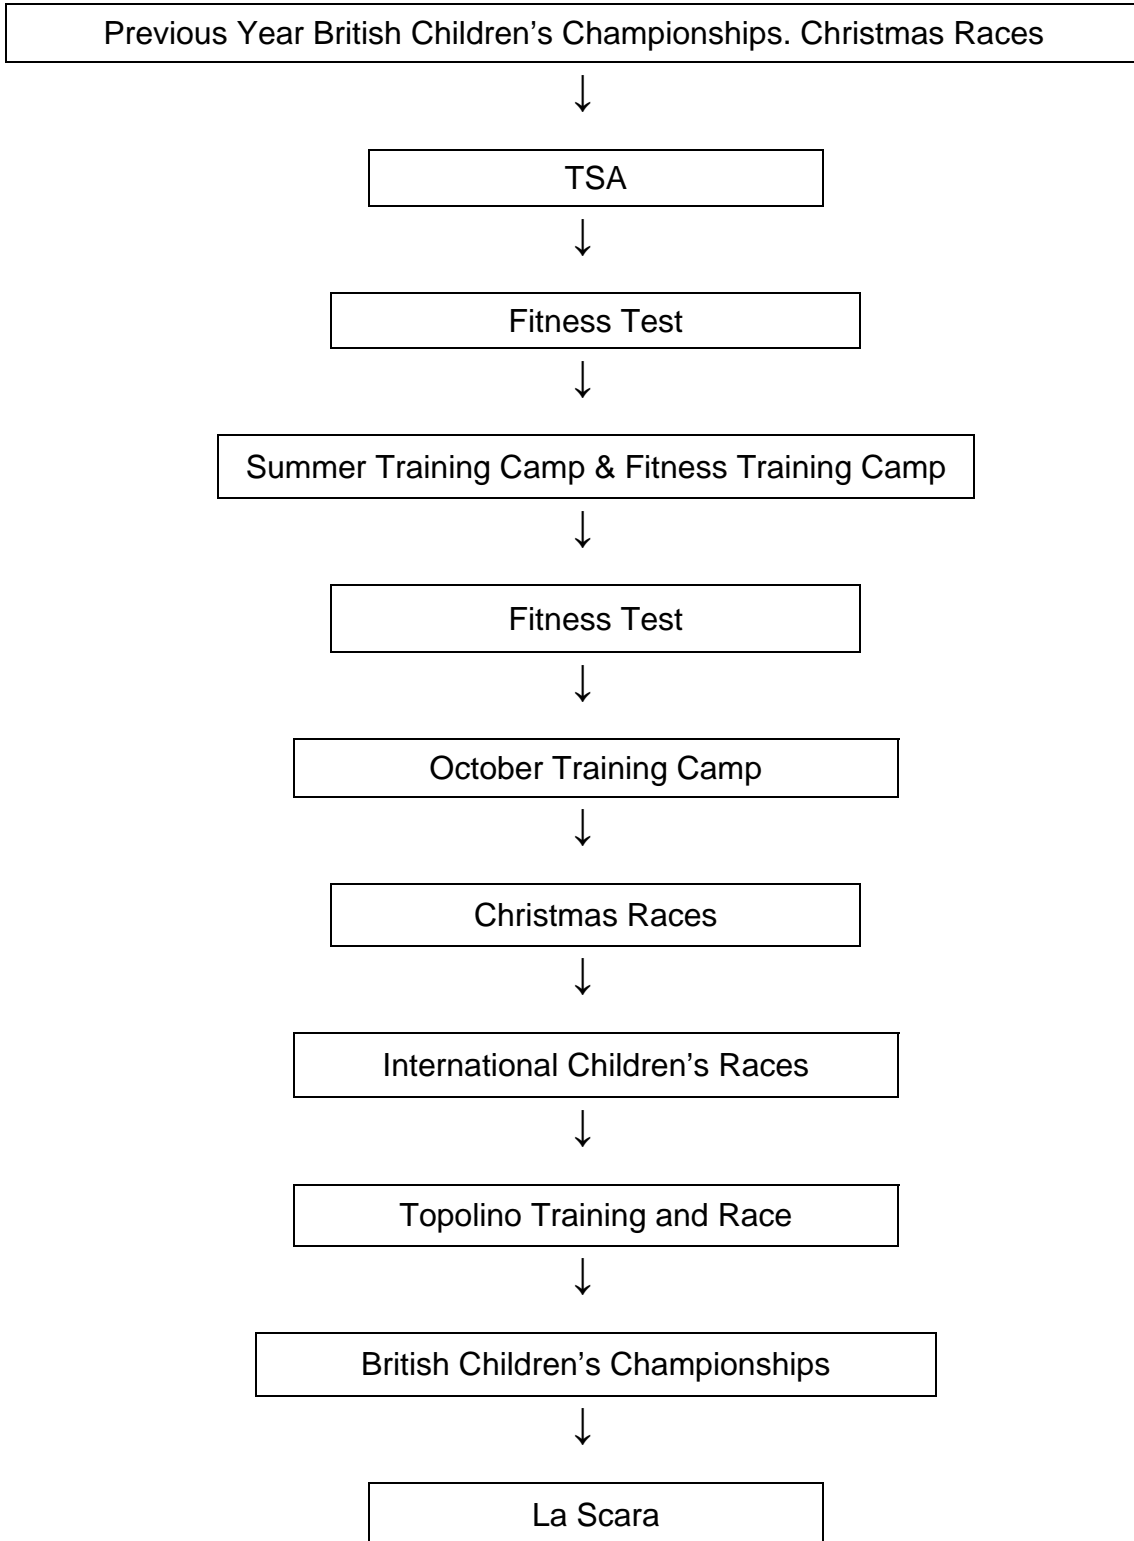 Previous Year British Children’s Championships. Christmas Races
↓
TSA
↓
Fitness Test
↓
Summer Training Camp & Fitness Training Camp
↓
Fitness Test
↓
October Training Camp
↓
Christmas Races
↓
International Children’s Races
↓
Topolino Training and Race
↓
British Children’s Championships
↓
La Scara